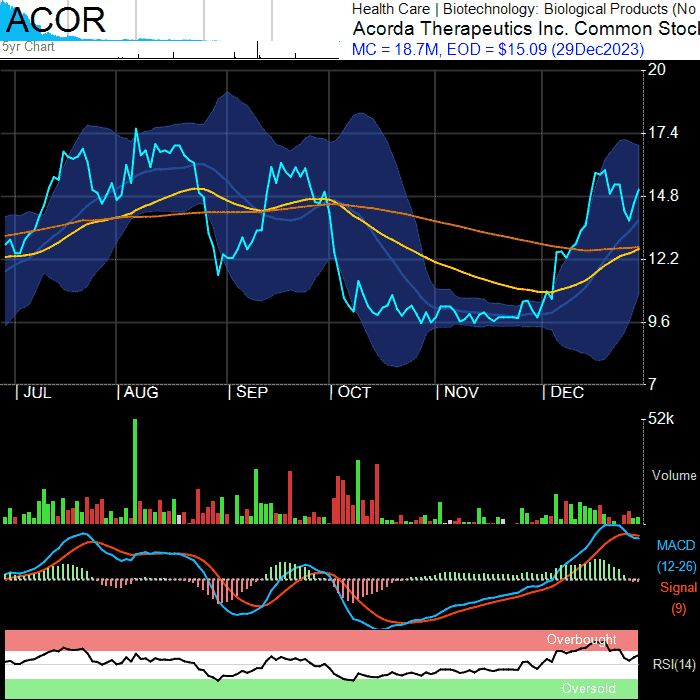 ACOR
5yr Chart
Health Care | Biotechnology: Biological Products (No
Acorda Therapeutics Inc. Common Stoc
MC = 18.7M, EOD = $15.09 (29Dec2023)
20
17.4
14.8
12.2
9.6
7
JUL
AUG
SEP
OCT
NOV
DEC
52k
Volume
MACD
(12-26)
Signal
(9)
Overbought
RSI(14)
Oversold